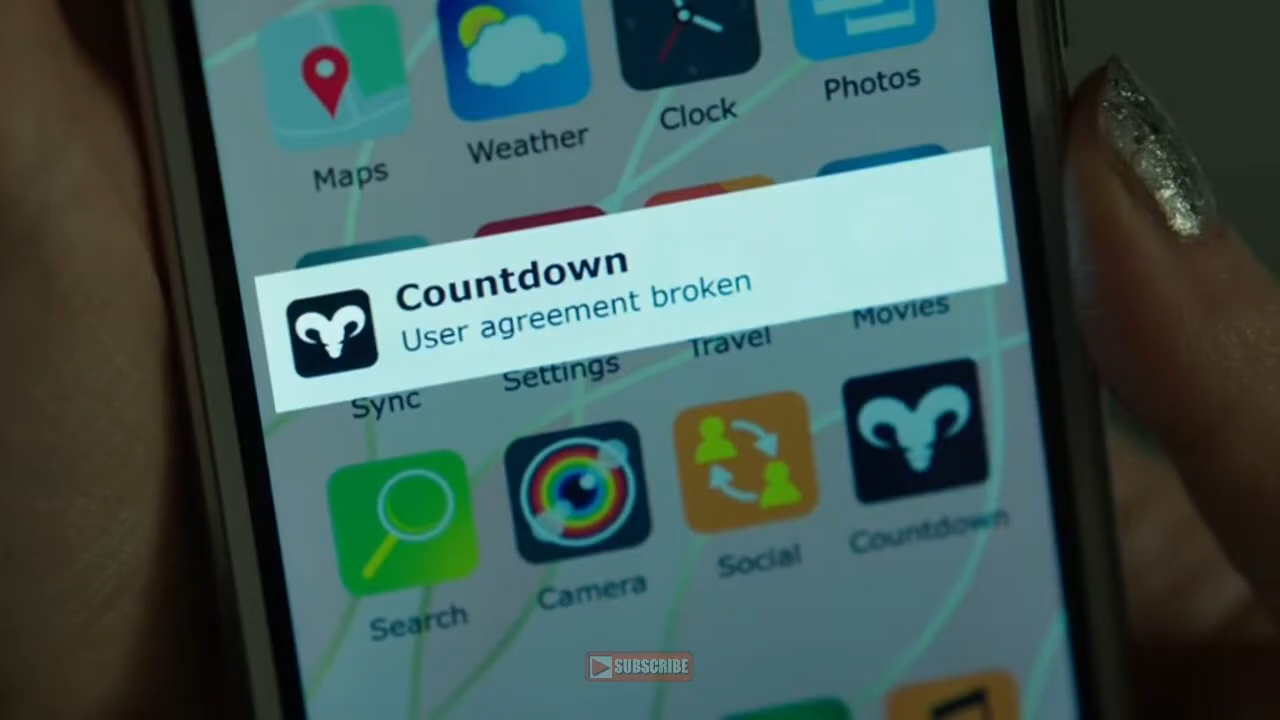 Maps
Weather
Clock
Photos
Countdown
User agreement broken
Sync
Settings
Travel
Movies
Search
Camera
Social
Countdown
SUBSCRIBE